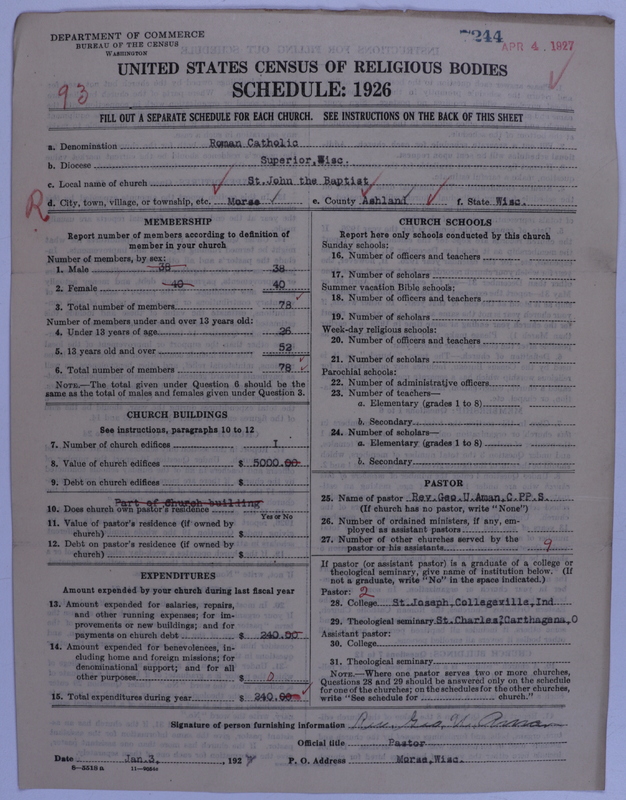 DEPARTMENT OF COMMERCE
BUREAU OF THE CENSUS
WASHINGTON
244
APR 4, 1927
UNITED STATES CENSUS OF RELIGIOUS BODIES
93
SCHEDULE: 1926
FILL OUT A SEPARATE SCHEDULE FOR EACH CHURCH. SEE INSTRUCTIONS ON THE BACK OF THIS SHEET
a. Denomination Roman Catholic
b. Diocese Superior,Wisc.
c. Local name of church St.John the Baptist
R
d. City, town, village, or township, etc. Morse e. County Ashland f. State Wisc.
MEMBERSHIP
Report number of members according to definition of
member in your church
Number of members, by sex:
1. Male 38 38
2. Female 40 40
3. Total number of members 78
Number of members under and over 13 years old:
4. Under 13 years of age 26
5. 13 years old and over 52
6. Total number of members 78
NOTE.—The total given under Question 6 should be the
same as the total of males and females given under Question 3.
CHURCH BUILDINGS
See instructions, paragraphs 10 to 12
7. Number of church edifices 1
8. Value of church edifices $ 5000.00
9. Debt on church edifices $
Part of Church building
10. Does church own pastor's residence
Yes or No
11. Value of pastor's residence (if owned by
church) $
12. Debt on pastor's residence (if owned by
church) $
EXPENDITURES
Amount expended by your church during last fiscal year
13. Amount expended for salaries, repairs,
and other running expenses; for im-
provements or new buildings; and for
payments on church debt $ 240.00
14. Amount expended for benevolences, in-
cluding home and foreign missions; for
denominational support; and for all
other purposes $ 0
15. Total expenditures during year $ 240.00
CHURCH SCHOOLS
Report here only schools conducted by this church
Sunday schools:
16. Number of officers and teachers
17. Number of scholars
Summer vacation Bible schools:
18. Number of officers and teachers
19. Number of scholars
Week-day religious schools:
20. Number of officers and teachers
21. Number of scholars
Parochial schools:
22. Number of administrative officers
23. Number of teachers—
a. Elementary (grades 1 to 8)
b. Secondary
24. Number of scholars—
a. Elementary (grades 1 to 8)
b. Secondary
PASTOR
25. Name of pastor Rev.Geo.U.Aman,C.PP.S.
(If church has no pastor, write "None")
26. Number of ordained ministers, if any, em-
ployed as assistant pastors
27. Number of other churches served by the
pastor or his assistants 9
If pastor (or assistant pastor) is a graduate of a college or
theological seminary, give name of institution below. (If
not a graduate, write "No" in the space indicated.)
Pastor: 2
28. College St.Joseph,Collegeville,Ind
29. Theological seminary St.Charles,Carthagena,O
Assistant pastor:
30. College
31. Theological seminary
NOTE.—Where one pastor serves two or more churches,
Questions 28 and 29 should be answered only on the schedule
for one of the churches; on the schedules for the other churches,
write "See schedule for church."
Signature of person furnishing information Rev. Geo. U. Aman
Official title Pastor
Date Jan.3, 1927 P. O. Address Morse,Wisc.
8—5518 a